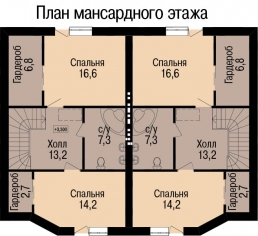 План мансардного этажа
Гардероб
6,8
Спальня
16,6
Спальня
16,6
Гардероб
6,8
+3,300
Холл
13,2
с/у
7,3
с/у
7,3
Холл
13,2
Гардероб
2,7
Спальня
14,2
Спальня
14,2
Гардероб
2,7